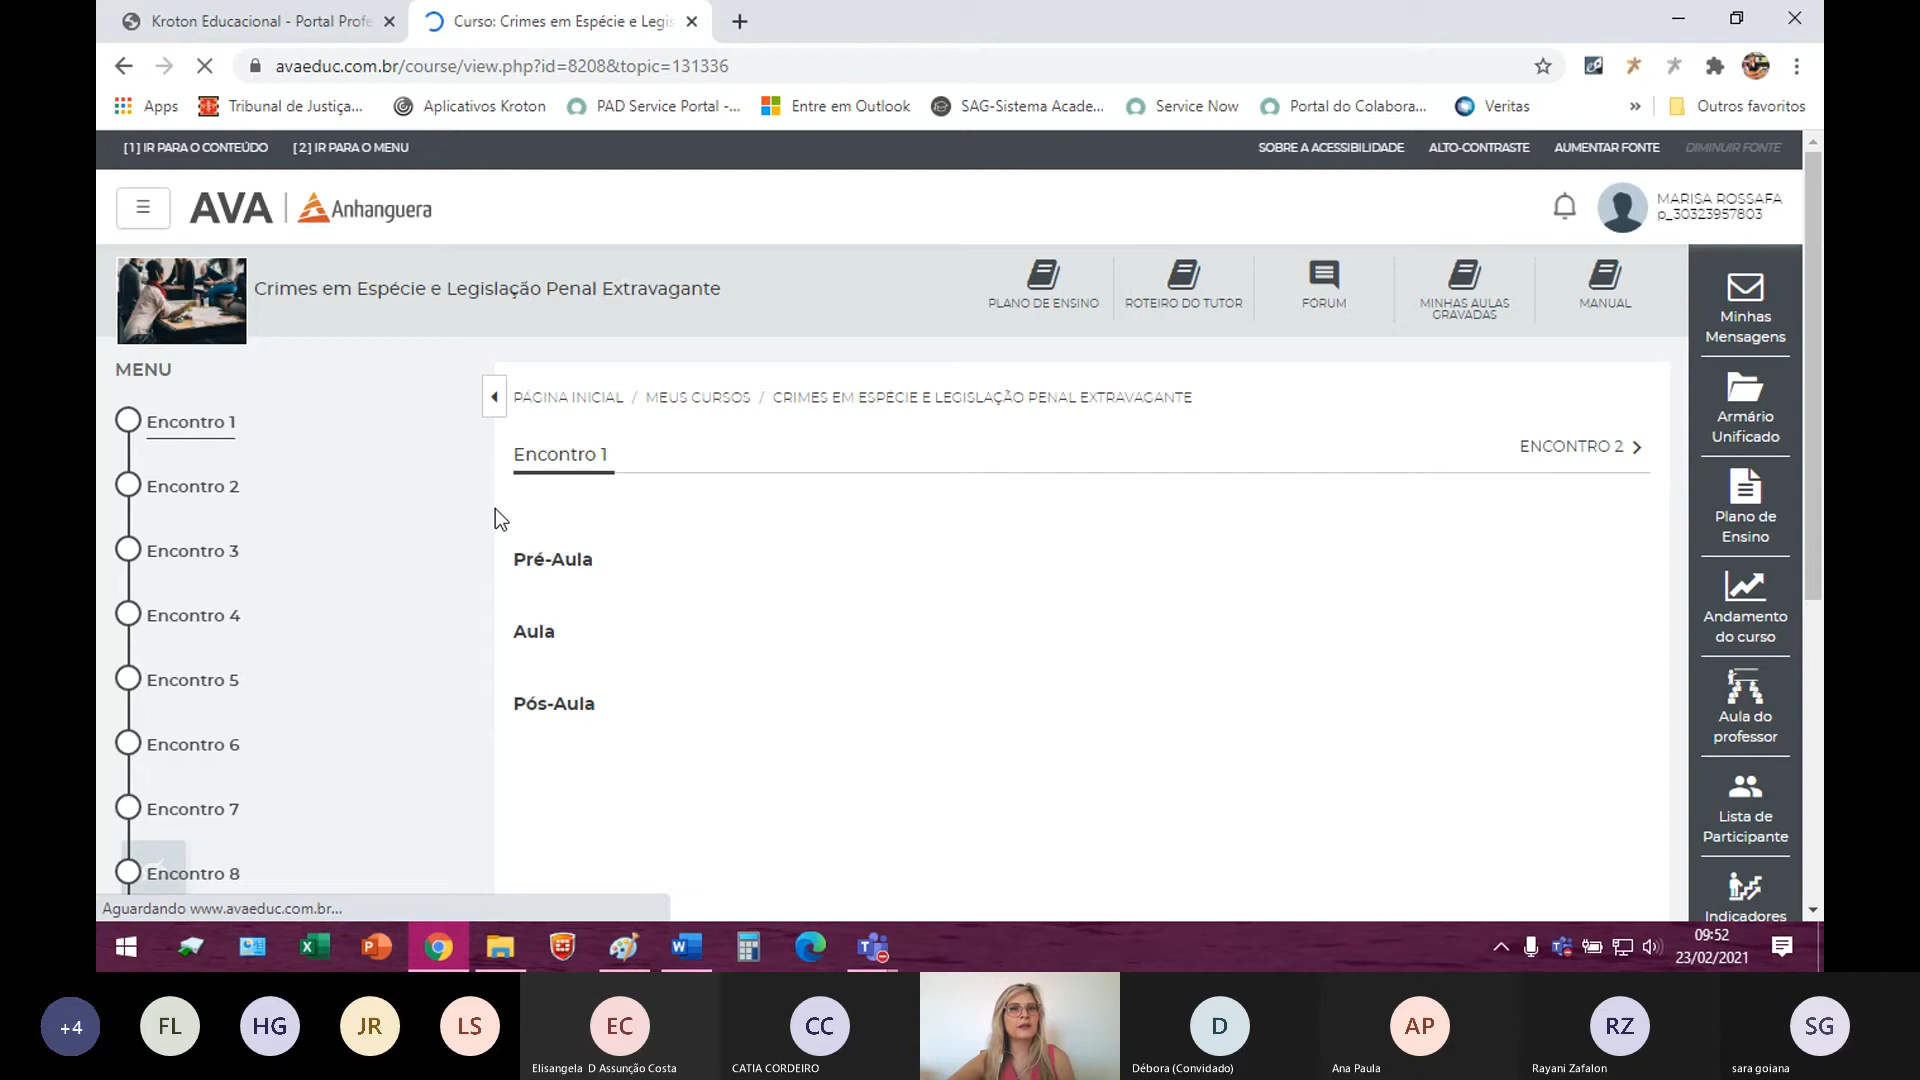 Kroton Educacional - Portal Profe
Curso: Crimes em Espécie e Legis
avaeduc.com.br/course/view.php?id=8208&topic=131336
Apps
Tribunal de Justiça...
Aplicativos Kroton
PAD Service Portal -...
Entre em Outlook
SAG-Sistema Acade...
Service Now
Portal do Colabora...
Veritas
»
Outros favoritos
[1] IR PARA O CONTEÚDO
[2] IR PARA O MENU
SOBRE A ACESSIBILIDADE
ALTO-CONTRASTE
AUMENTAR FONTE
DIMINUIR FONTE
AVA
Anhanguera
MARISA ROSSAFA
p_30323957803
Crimes em Espécie e Legislação Penal Extravagante
PLANO DE ENSINO
ROTEIRO DO TUTOR
FORUM
MINHAS AULAS
GRAVADAS
MANUAL
MENU
Encontro 1
Encontro 2
Encontro 3
Encontro 4
Encontro 5
Encontro 6
Encontro 7
Encontro 8
PÁGINA INICIAL / MEUS CURSOS / CRIMES EM ESPÉCIE E LEGISLAÇÃO PENAL EXTRAVAGANTE
Encontro 1
ENCONTRO 2
Pré-Aula
Aula
Pós-Aula
Minhas
Mensagens
Armário
Unificado
Plano de
Ensino
Andamento
do curso
Aula do
professor
Lista de
Participante
Indicadores
Aguardando www.avaeduc.com.br...
09:52
23/02/2021
+4
FL
HG
JR
LS
EC
Elisangela D Assunção Costa
CC
CATIA CORDEIRO
D
Débora (Convidado)
AP
Ana Paula
RZ
Rayani Zafalon
SG
sara goiana